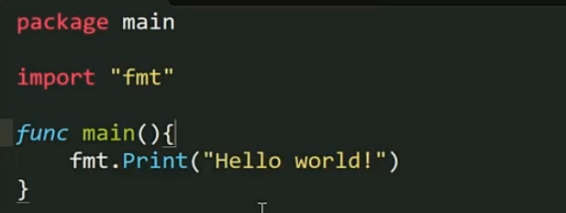 package main
import "fmt"
func main(){
fmt.Print("Hello world!")
}